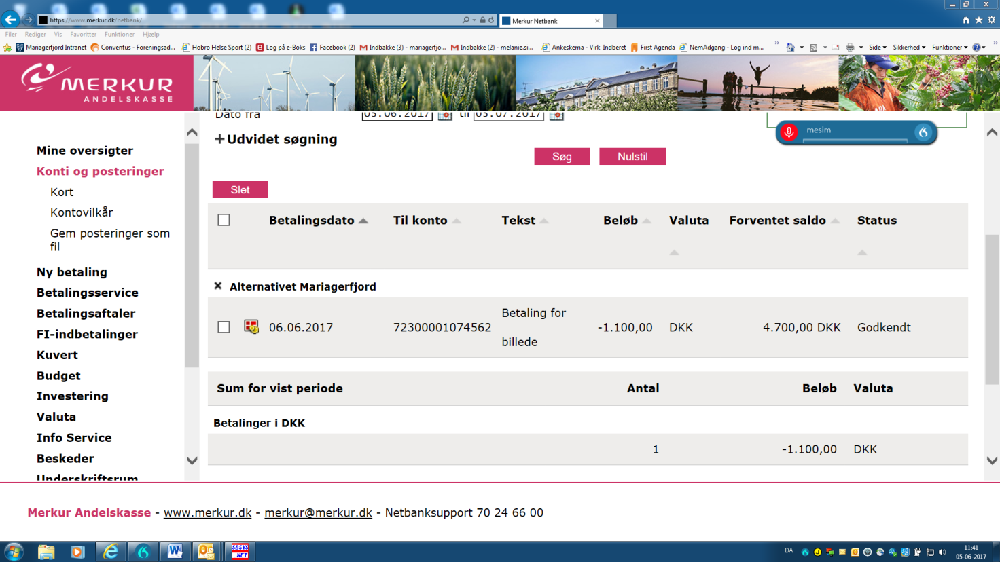 https://www.merkur.dk/netbank/
Merkur Netbank
Filer Rediger Vis Favoritter Funktioner Hjælp
Mariagerfjord Intranet Conventus - Foreningsad... Hobro Helse Sport (2) Log på e-Boks Facebook (2) Indbakke (3) - mariagerfjo... Indbakke (2) - melanie.si... Ankeskema - Virk Indberet First Agenda NemAdgang - Log ind m... Side Sikkerhed Funktioner
MERKUR
ANDELSKASSE
Dato fra 05.06.2017 til 05.07.2017
mesim
+Udvidet søgning
Søg Nulstil
Slet
Mine oversigter
Konti og posteringer
Kort
Kontovilkår
Gem posteringer som
fil
Ny betaling
Betalingsservice
Betalingsaftaler
FI-indbetalinger
Kuvert
Budget
Investering
Valuta
Info Service
Beskeder
Underskriftsrum
Betalingsdato Til konto Tekst Beløb Valuta Forventet saldo Status
Alternativet Mariagerfjord
06.06.2017 72300001074562 Betaling for billede -1.100,00 DKK 4.700,00 DKK Godkendt
Sum for vist periode Antal Beløb Valuta
Betalinger i DKK
1 -1.100,00 DKK
Merkur Andelskasse - www.merkur.dk - merkur@merkur.dk - Netbanksupport 70 24 66 00
SBSYS
.NET
DA
11:41
05-06-2017